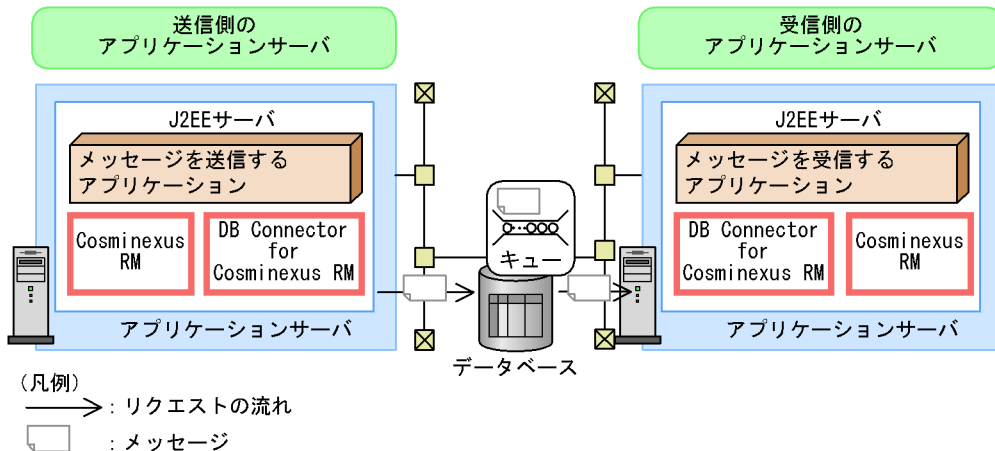 送信側の
アプリケーションサーバ
受信側の
アプリケーションサーバ
J2EEサーバ
メッセージを送信する
アプリケーション
Cosminexus
RM
DB Connector
for
Cosminexus RM
アプリケーションサーバ
キュー
データベース
J2EEサーバ
メッセージを受信する
アプリケーション
DB Connector
for
Cosminexus RM
Cosminexus
RM
アプリケーションサーバ
(凡例)
:リクエストの流れ
:メッセージ